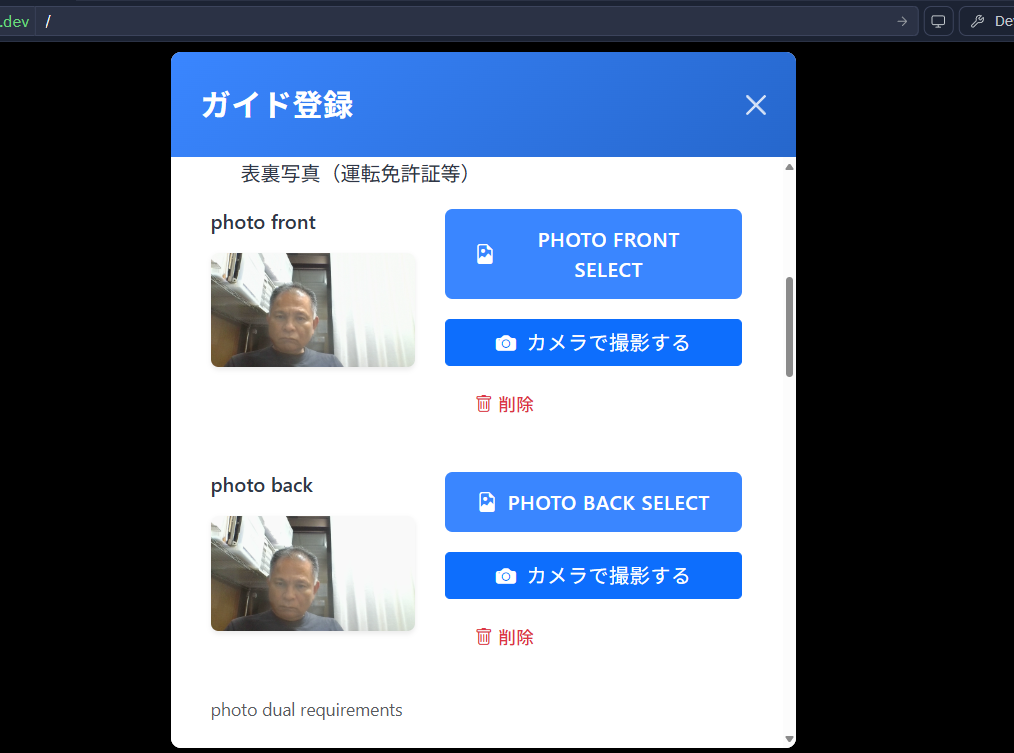 .dev
/
ガイド登録
表裏写真（運転免許証等）
photo front
PHOTO FRONT
SELECT
カメラで撮影する
削除
photo back
PHOTO BACK SELECT
カメラで撮影する
削除
photo dual requirements